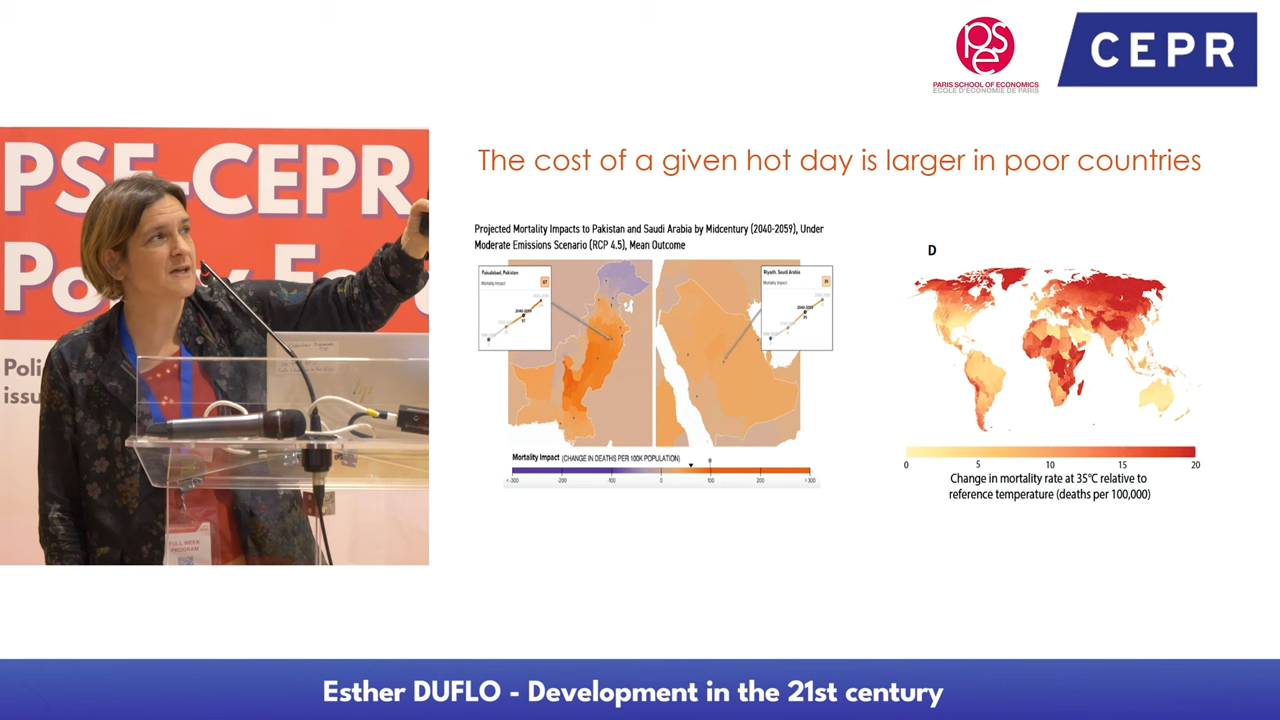 PARIS SCHOOL OF ECONOMICS
ÉCOLE D'ÉCONOMIE DE PARIS
CEPR
PSE-CEPR
Poli
issu
FULL WEEK
PROGRAM
The cost of a given hot day is larger in poor countries
Projected Mortality Impacts to Pakistan and Saudi Arabia by Midcentury (2040-2059), Under
Moderate Emissions Scenario (RCP 4.5), Mean Outcome
Faisalabad, Pakistan
Mortality Impact
67
Riyadh, Saudi Arabia
Mortality Impact
Mortality Impact (CHANGE IN DEATHS PER 100K POPULATION)
<-300 -200 -100 0 100 200 >300
D
0 5 10 15 20
Change in mortality rate at 35°C relative to
reference temperature (deaths per 100,000)
Esther DUFLO - Development in the 21st century